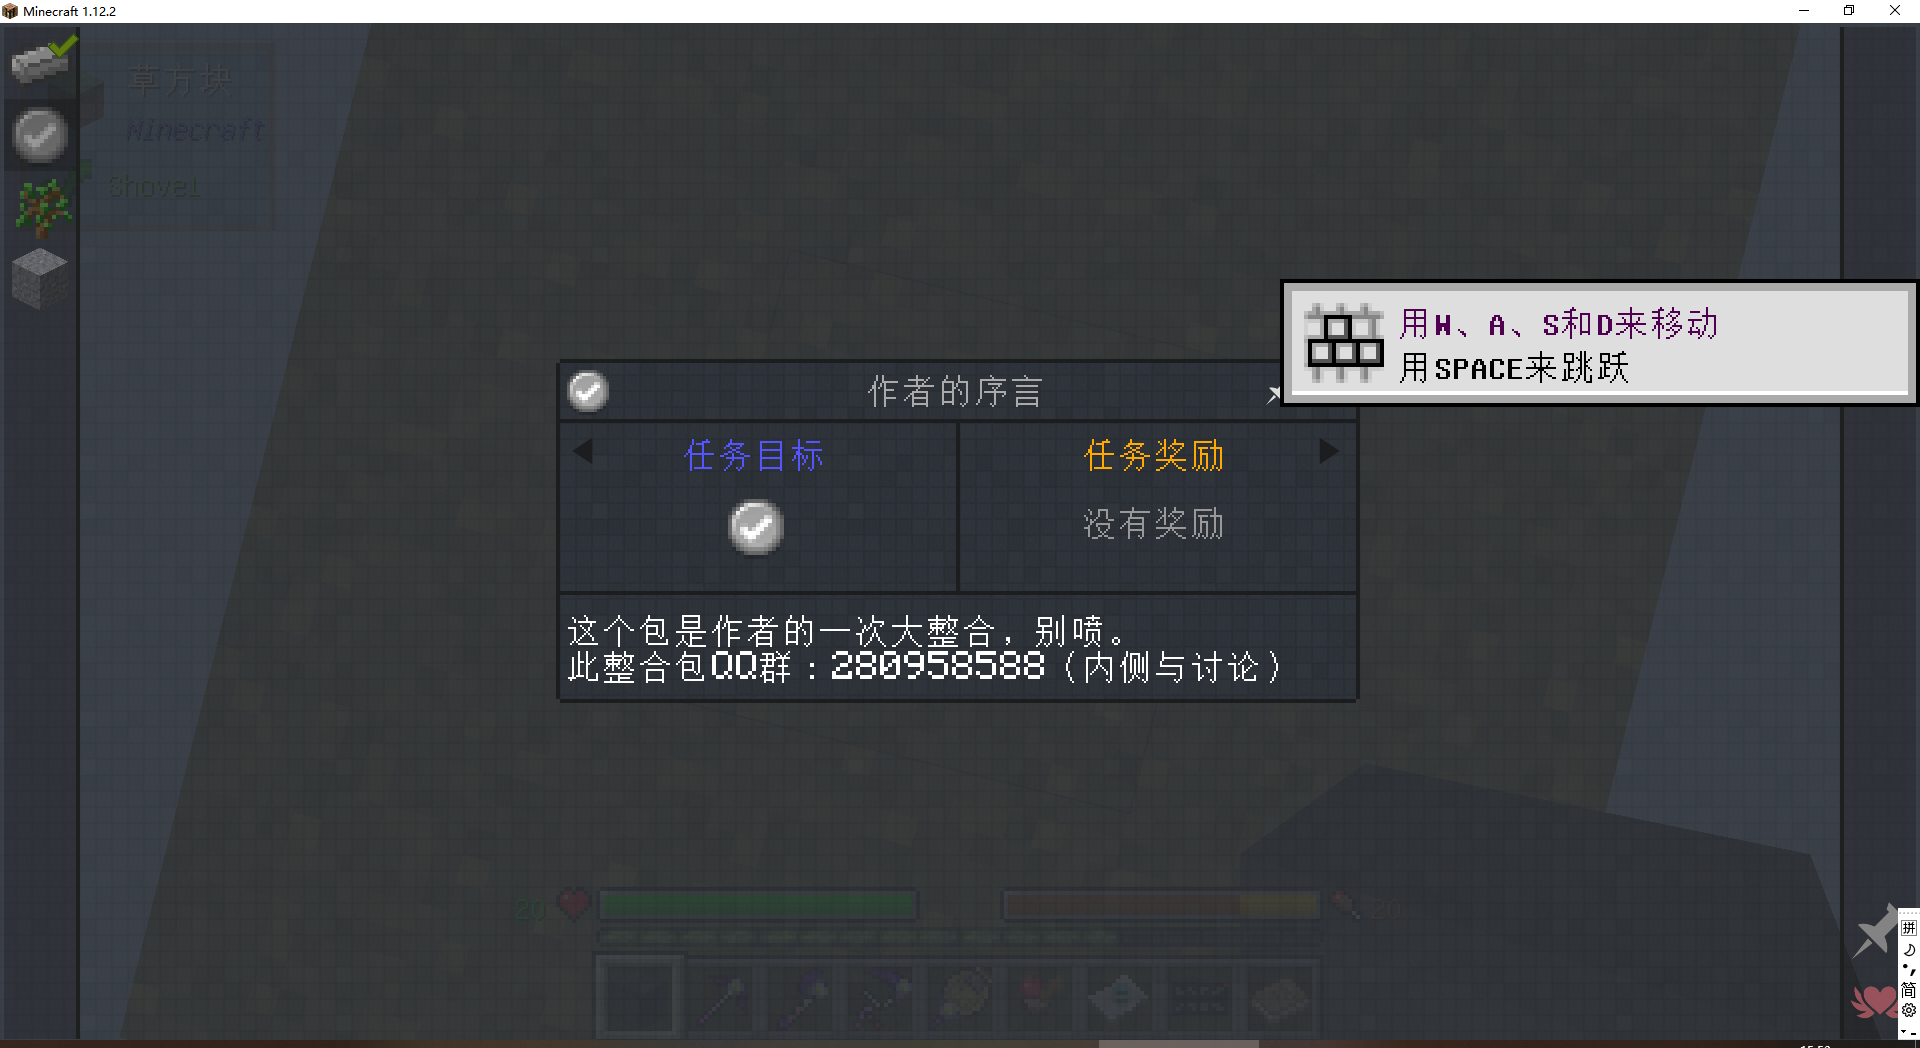 Minecraft 1.12.2
草方块
Minecraft
Shovel
用W、A、S和D来移动
用SPACE来跳跃
作者的序言
任务目标
任务奖励
没有奖励
这个包是作者的一次大整合，别喷。
此整合包QQ群：280958588（内侧与讨论）
20
20
拼
简